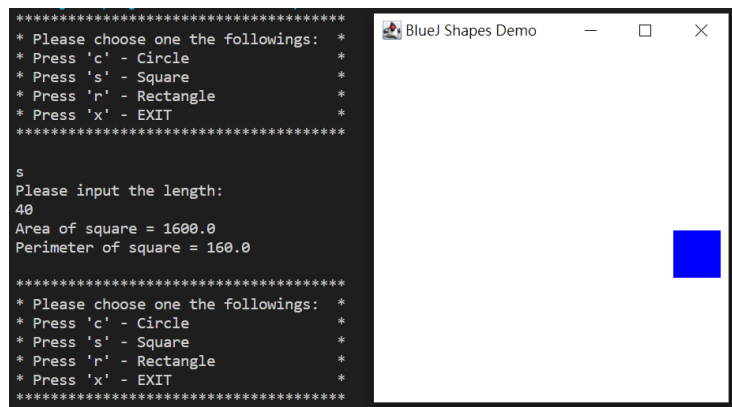 **************************************
* Please choose one the followings:  *
* Press 'c' - Circle                 *
* Press 's' - Square                 *
* Press 'r' - Rectangle              *
* Press 'x' - EXIT                   *
**************************************
s
Please input the length:
40
Area of square = 1600.0
Perimeter of square = 160.0
**************************************
* Please choose one the followings:  *
* Press 'c' - Circle                 *
* Press 's' - Square                 *
* Press 'r' - Rectangle              *
* Press 'x' - EXIT                   *
**************************************
BlueJ Shapes Demo